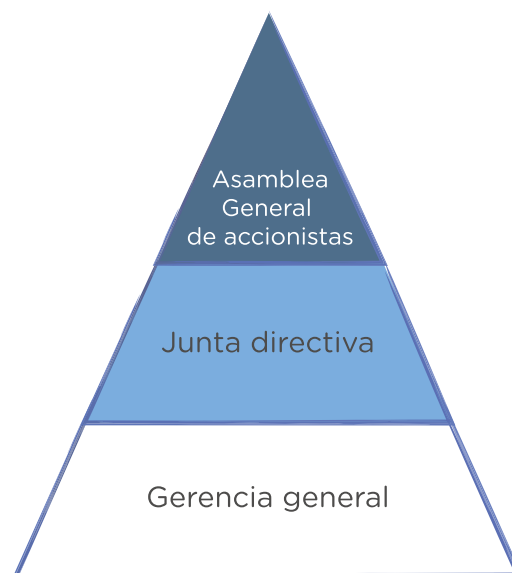 Asamblea
General
de accionistas
Junta directiva
Gerencia general